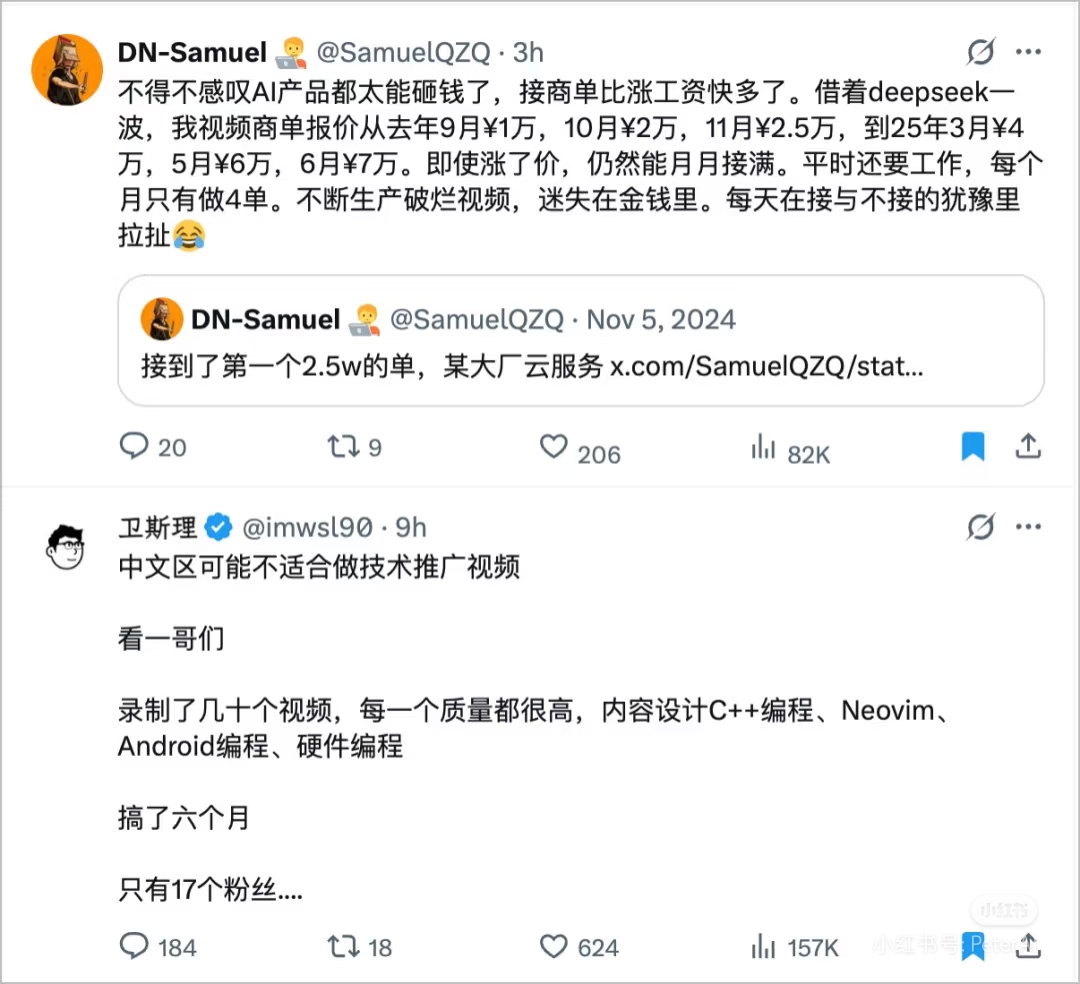 DN-Samuel 🧑‍💻 @SamuelQZQ · 3h
不得不感叹AI产品都太能砸钱了，接商单比涨工资快多了。借着deepseek一
波，我视频商单报价从去年9月¥1万，10月¥2万，11月¥2.5万，到25年3月¥4
万，5月¥6万，6月¥7万。即使涨了价，仍然能月月接满。平时还要工作，每个
月只有做4单。不断生产破烂视频，迷失在金钱里。每天在接与不接的犹豫里
拉扯😂
DN-Samuel 🧑‍💻 @SamuelQZQ · Nov 5, 2024
接到了第一个2.5w的单，某大厂云服务 x.com/SamuelQZQ/stat...
20 9 206 82K
卫斯理 @imwsl90 · 9h
中文区可能不适合做技术推广视频
看一哥们
录制了几十个视频，每一个质量都很高，内容设计C++编程、Neovim、
Android编程、硬件编程
搞了六个月
只有17个粉丝....
小红书
184 18 624 157K
小红书号: